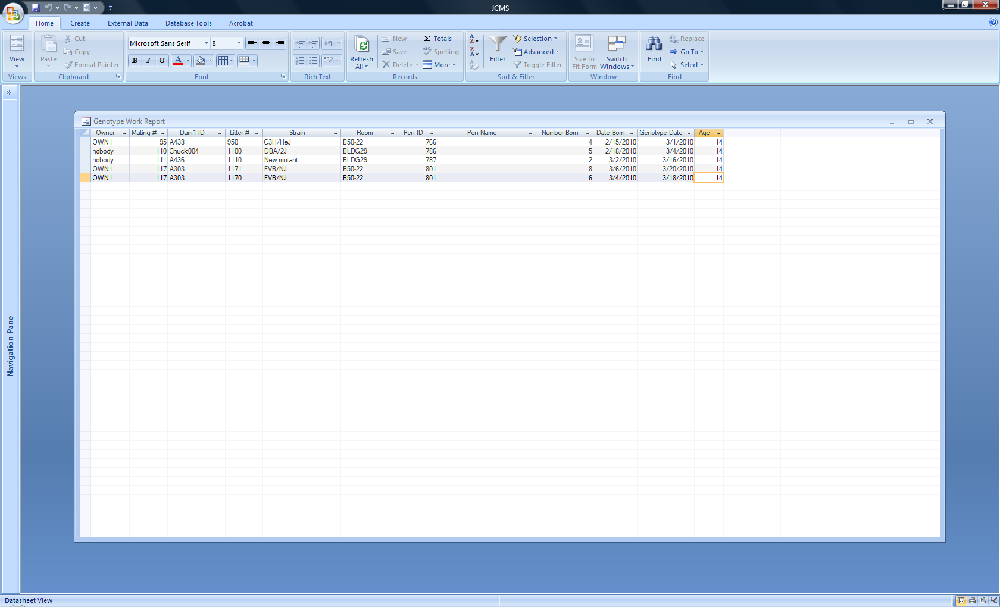 JCMS
Home Create External Data Database Tools Acrobat
View
Views
Paste
Cut
Copy
Format Painter
Clipboard
Microsoft Sans Serif 8
B I U A
Font
Rich Text
Refresh All
New
Save
Delete
Σ Totals
Spelling
More
Records
Filter
Selection
Advanced
Toggle Filter
Sort & Filter
Size to Fit Form
Switch Windows
Window
Find
Replace
Go To
Select
Find
Navigation Pane
Genotype Work Report
Owner Mating # Dam1 ID Litter # Strain Room Pen ID Pen Name Number Born Date Born Genotype Date Age
OWN1 95 A438 950 C3H/HeJ B50-22 766 4 2/15/2010 3/1/2010 14
nobody 110 Chuck004 1100 DBA/2J BLDG29 786 5 2/18/2010 3/4/2010 14
nobody 111 A436 1110 New mutant BLDG29 787 2 3/2/2010 3/16/2010 14
OWN1 117 A303 1171 FVB/NJ B50-22 801 8 3/6/2010 3/20/2010 14
OWN1 117 A303 1170 FVB/NJ B50-22 801 6 3/4/2010 3/18/2010 14
Datasheet View